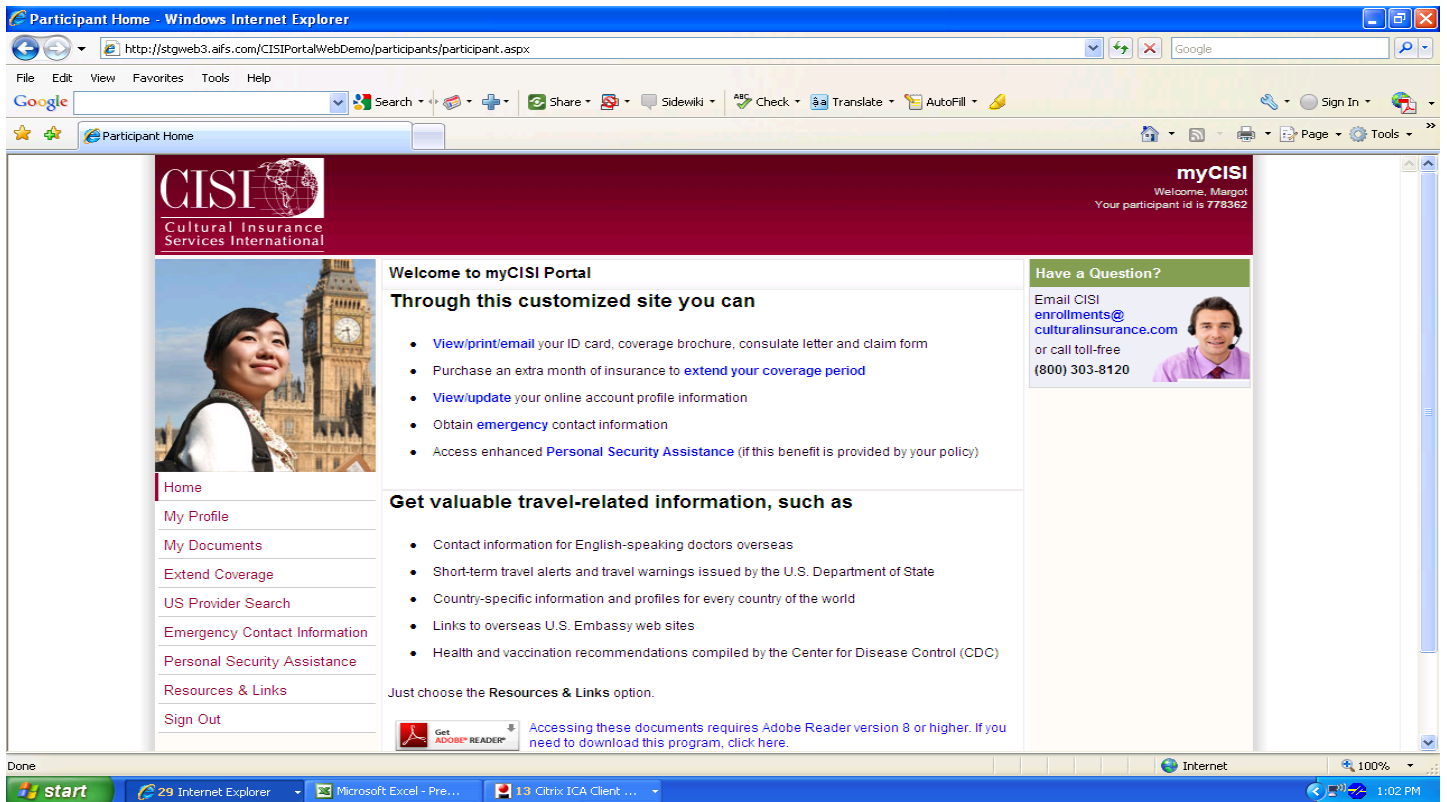 Participant Home - Windows Internet Explorer
http://stgweb3.aifs.com/CISIPortalWebDemo/participants/participant.aspx
Google
File Edit View Favorites Tools Help
Google Search Share Sidewiki Check Translate AutoFill Sign In
Participant Home Page Tools
CISI
Cultural Insurance
Services International
myCISI
Welcome, Margot
Your participant id is 778362
Home
My Profile
My Documents
Extend Coverage
US Provider Search
Emergency Contact Information
Personal Security Assistance
Resources & Links
Sign Out
Welcome to myCISI Portal
Through this customized site you can
• View/print/email your ID card, coverage brochure, consulate letter and claim form
• Purchase an extra month of insurance to extend your coverage period
• View/update your online account profile information
• Obtain emergency contact information
• Access enhanced Personal Security Assistance (if this benefit is provided by your policy)
Get valuable travel-related information, such as
• Contact information for English-speaking doctors overseas
• Short-term travel alerts and travel warnings issued by the U.S. Department of State
• Country-specific information and profiles for every country of the world
• Links to overseas U.S. Embassy web sites
• Health and vaccination recommendations compiled by the Center for Disease Control (CDC)
Just choose the Resources & Links option.
Get
ADOBE® READER®
Accessing these documents requires Adobe Reader version 8 or higher. If you
need to download this program, click here.
Have a Question?
Email CISI
enrollments@
culturalinsurance.com
or call toll-free
(800) 303-8120
Done Internet 100%
start 29 Internet Explorer Microsoft Excel - Pre... 13 Citrix ICA Client ... 1:02 PM